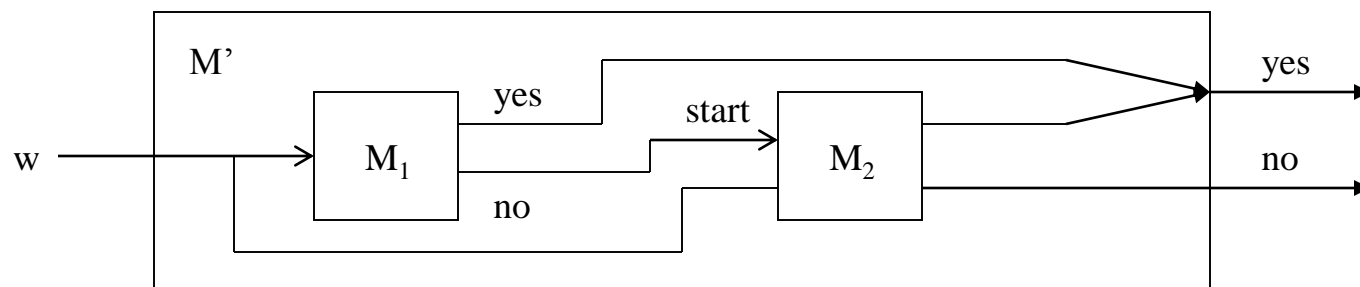 M’
yes
yes
start
w
M₁
M₂
no
no